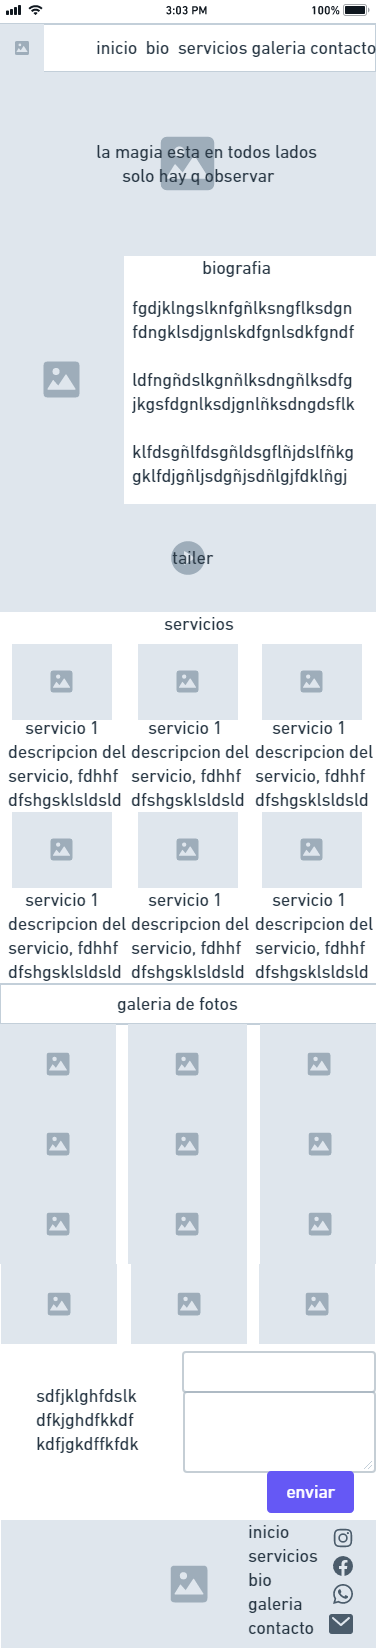 3:03 PM 100%
inicio bio servicios galeria contacto
la magia esta en todos lados
solo hay q observar
biografia
fgdjklngslknfgñlksngflksdgn
fdngklsdjgnlskdfgnlsdkfgndf
ldfngñdslkgnñlksdngñlksdfg
jkgsfdgnlksdjgnlñksdngdsflk
klfdsgñlfdsgñldsgflñjdslfñkg
gklfdjgñljsdgñjsdñlgjfdklñgj
tailer
servicios
servicio 1 servicio 1 servicio 1
descripcion del descripcion del descripcion del
servicio, fdhhf servicio, fdhhf servicio, fdhhf
dfshgsklsldsld dfshgsklsldsld dfshgsklsldsld
servicio 1 servicio 1 servicio 1
descripcion del descripcion del descripcion del
servicio, fdhhf servicio, fdhhf servicio, fdhhf
dfshgsklsldsld dfshgsklsldsld dfshgsklsldsld
galeria de fotos
sdfjklghfdslk
dfkjghdfkkdf
kdfjgkdffkfdk
enviar
inicio
servicios
bio
galeria
contacto